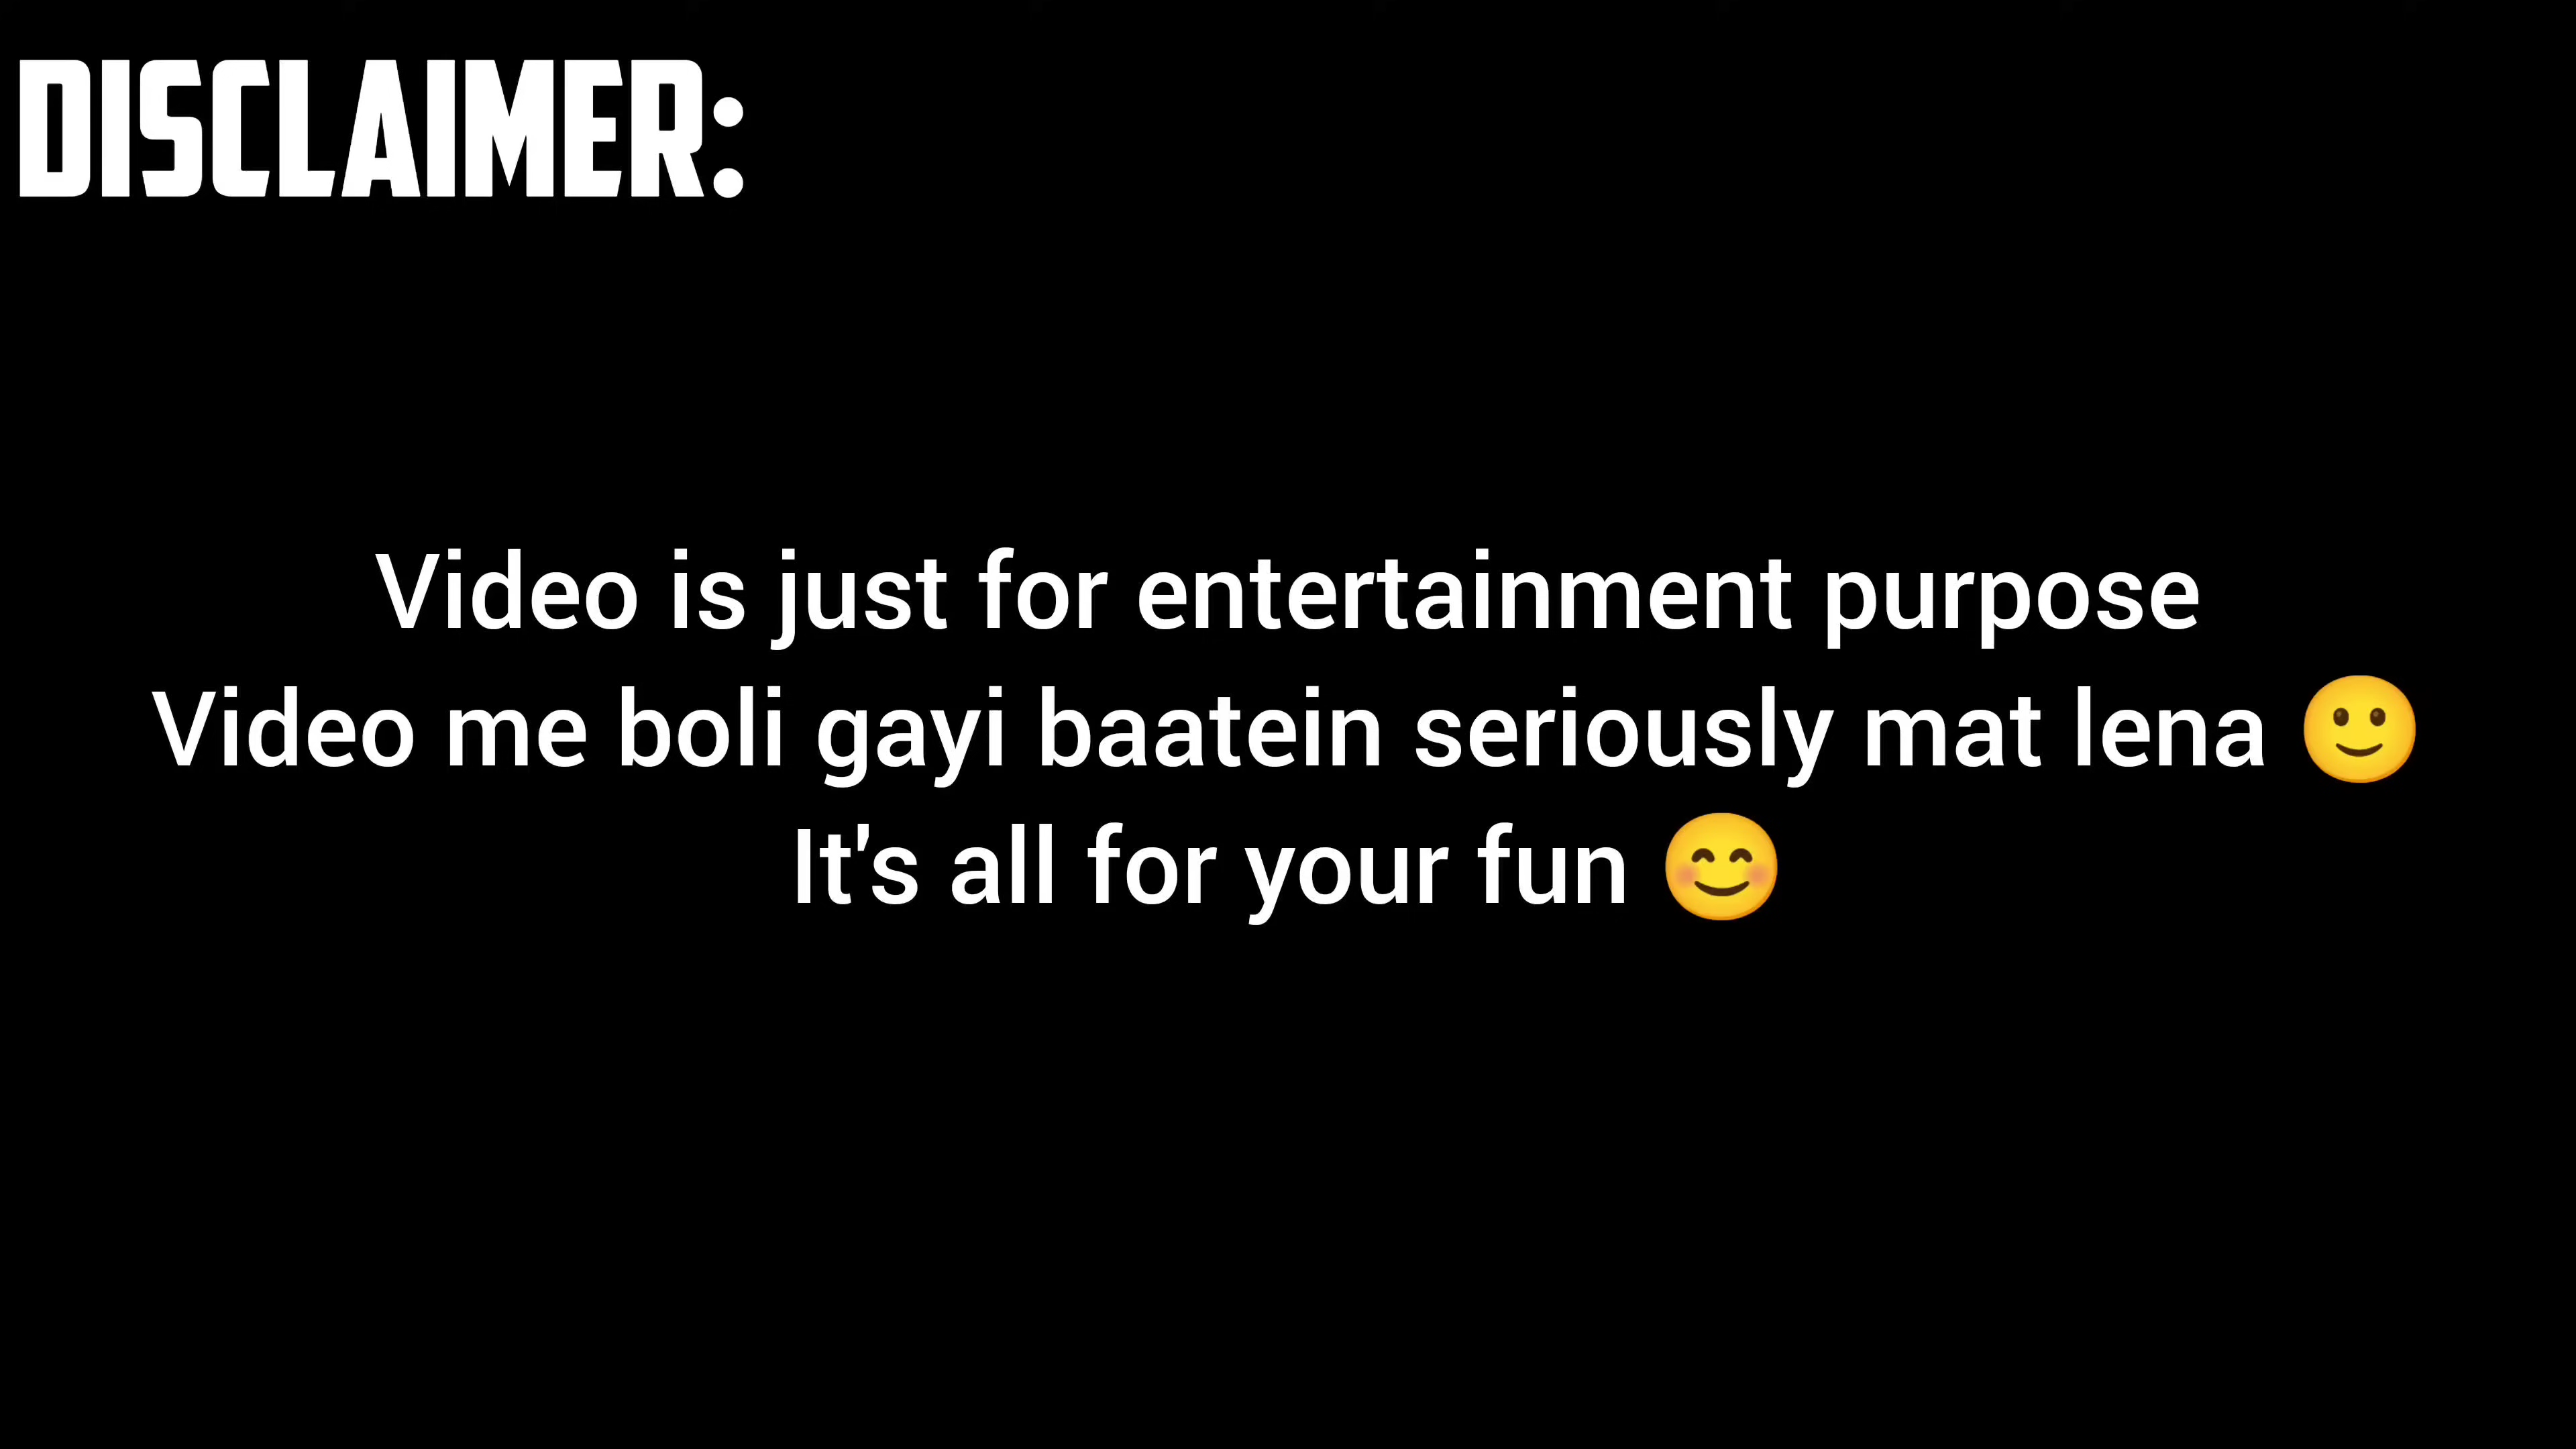 DISCLAIMER:
Video is just for entertainment purpose
Video me boli gayi baatein seriously mat lena 🙂
It's all for your fun 😊